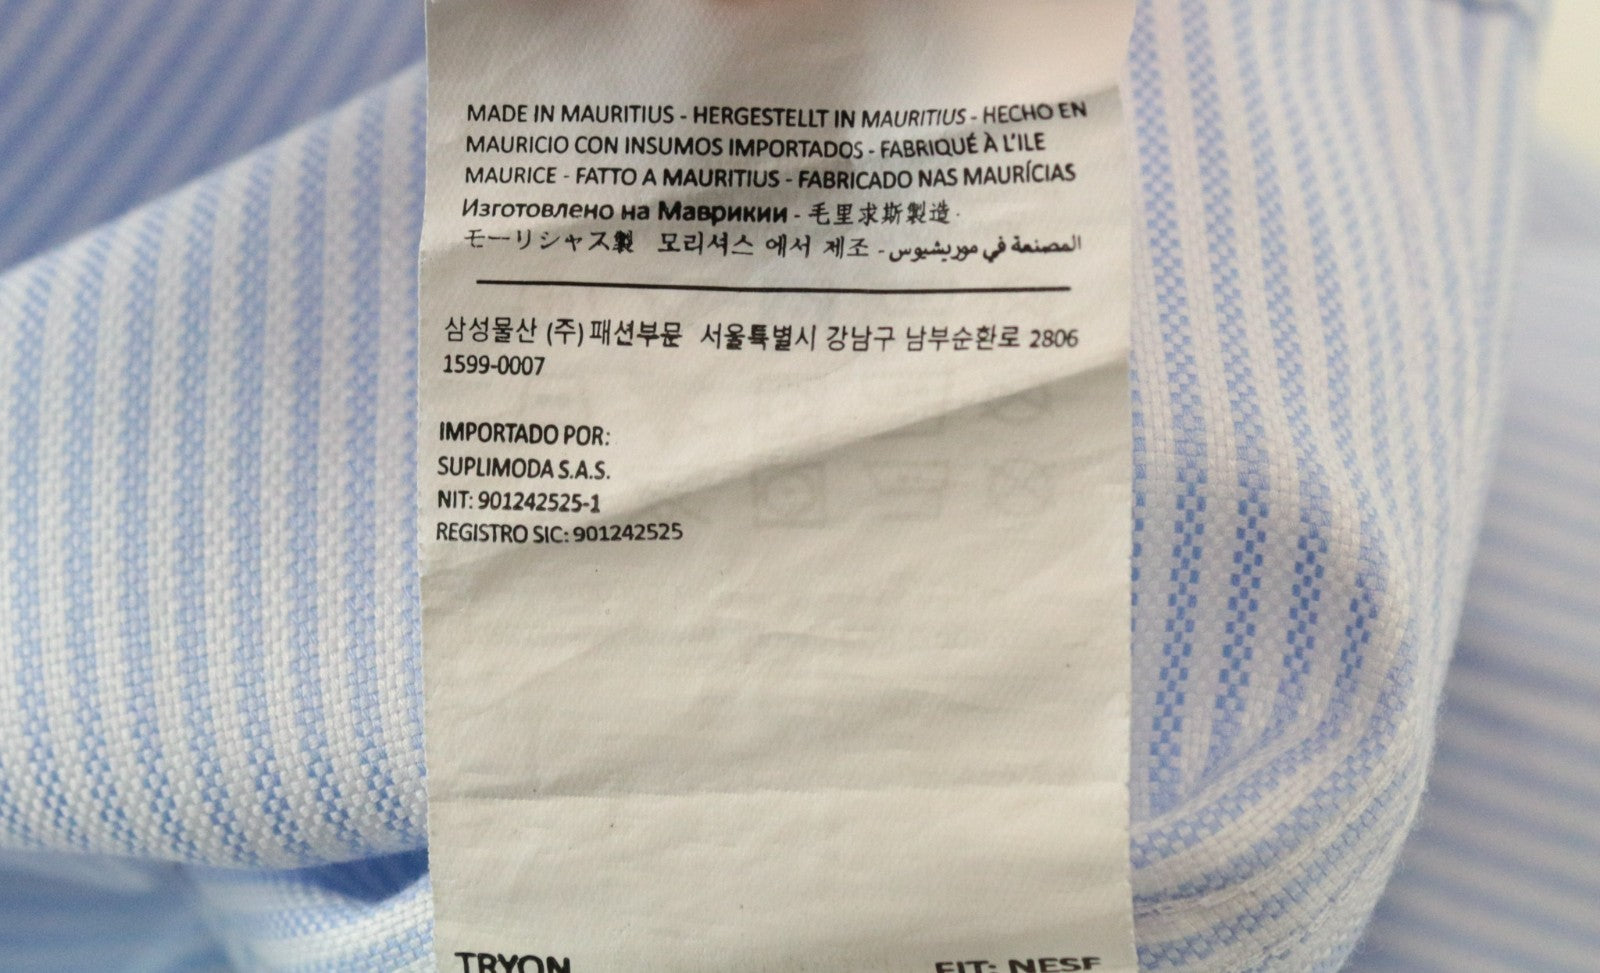 MADE IN MAURITIUS - HERGESTELLT IN MAURITIUS - HECHO EN
MAURICIO CON INSUMOS IMPORTADOS - FABRIQUÉ À L'ILE
MAURICE - FATTO A MAURITIUS - FABRICADO NAS MAURÍCIAS
Изготовлено на Маврикии - 毛里求斯製造 -
モーリシャス製 모리셔스 에서 제조 - المصنعة في موريشيوس
삼성물산 (주) 패션부문 서울특별시 강남구 남부순환로 2806
1599-0007
IMPORTADO POR:
SUPLIMODA S.A.S.
NIT: 901242525-1
REGISTRO SIC: 901242525
TRYON FIT: NESF